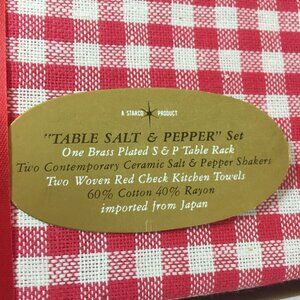 A STARCO PRODUCT
"TABLE SALT & PEPPER" Set
One Brass Plated S & P Table Rack
Two Contemporary Ceramic Salt & Pepper Shakers
Two Woven Red Check Kitchen Towels
60% Cotton 40% Rayon
imported from Japan